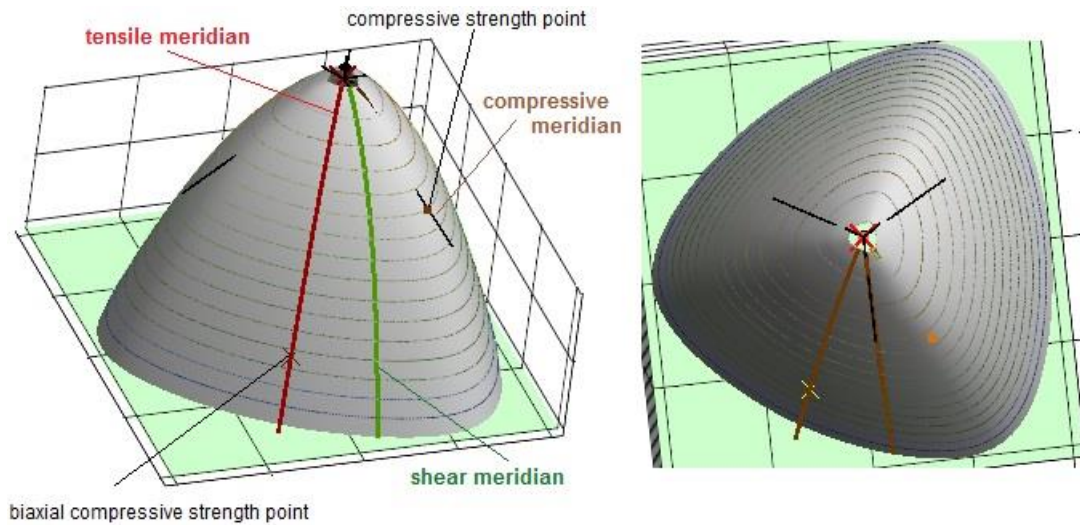 compressive strength point
tensile meridian
compressive
meridian
shear meridian
biaxial compressive strength point